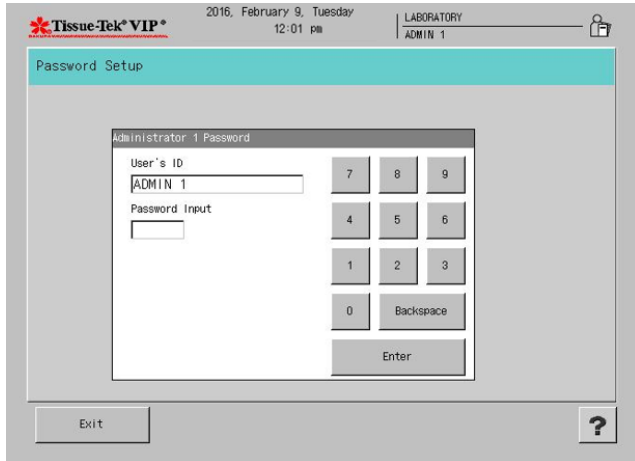 Tissue-Tek® VIP®
2016, February 9, Tuesday
12:01 pm
LABORATORY
ADMIN 1
Password Setup
Administrator 1 Password
User's ID
ADMIN 1
Password Input
7 8 9
4 5 6
1 2 3
0 Backspace
Enter
Exit
?